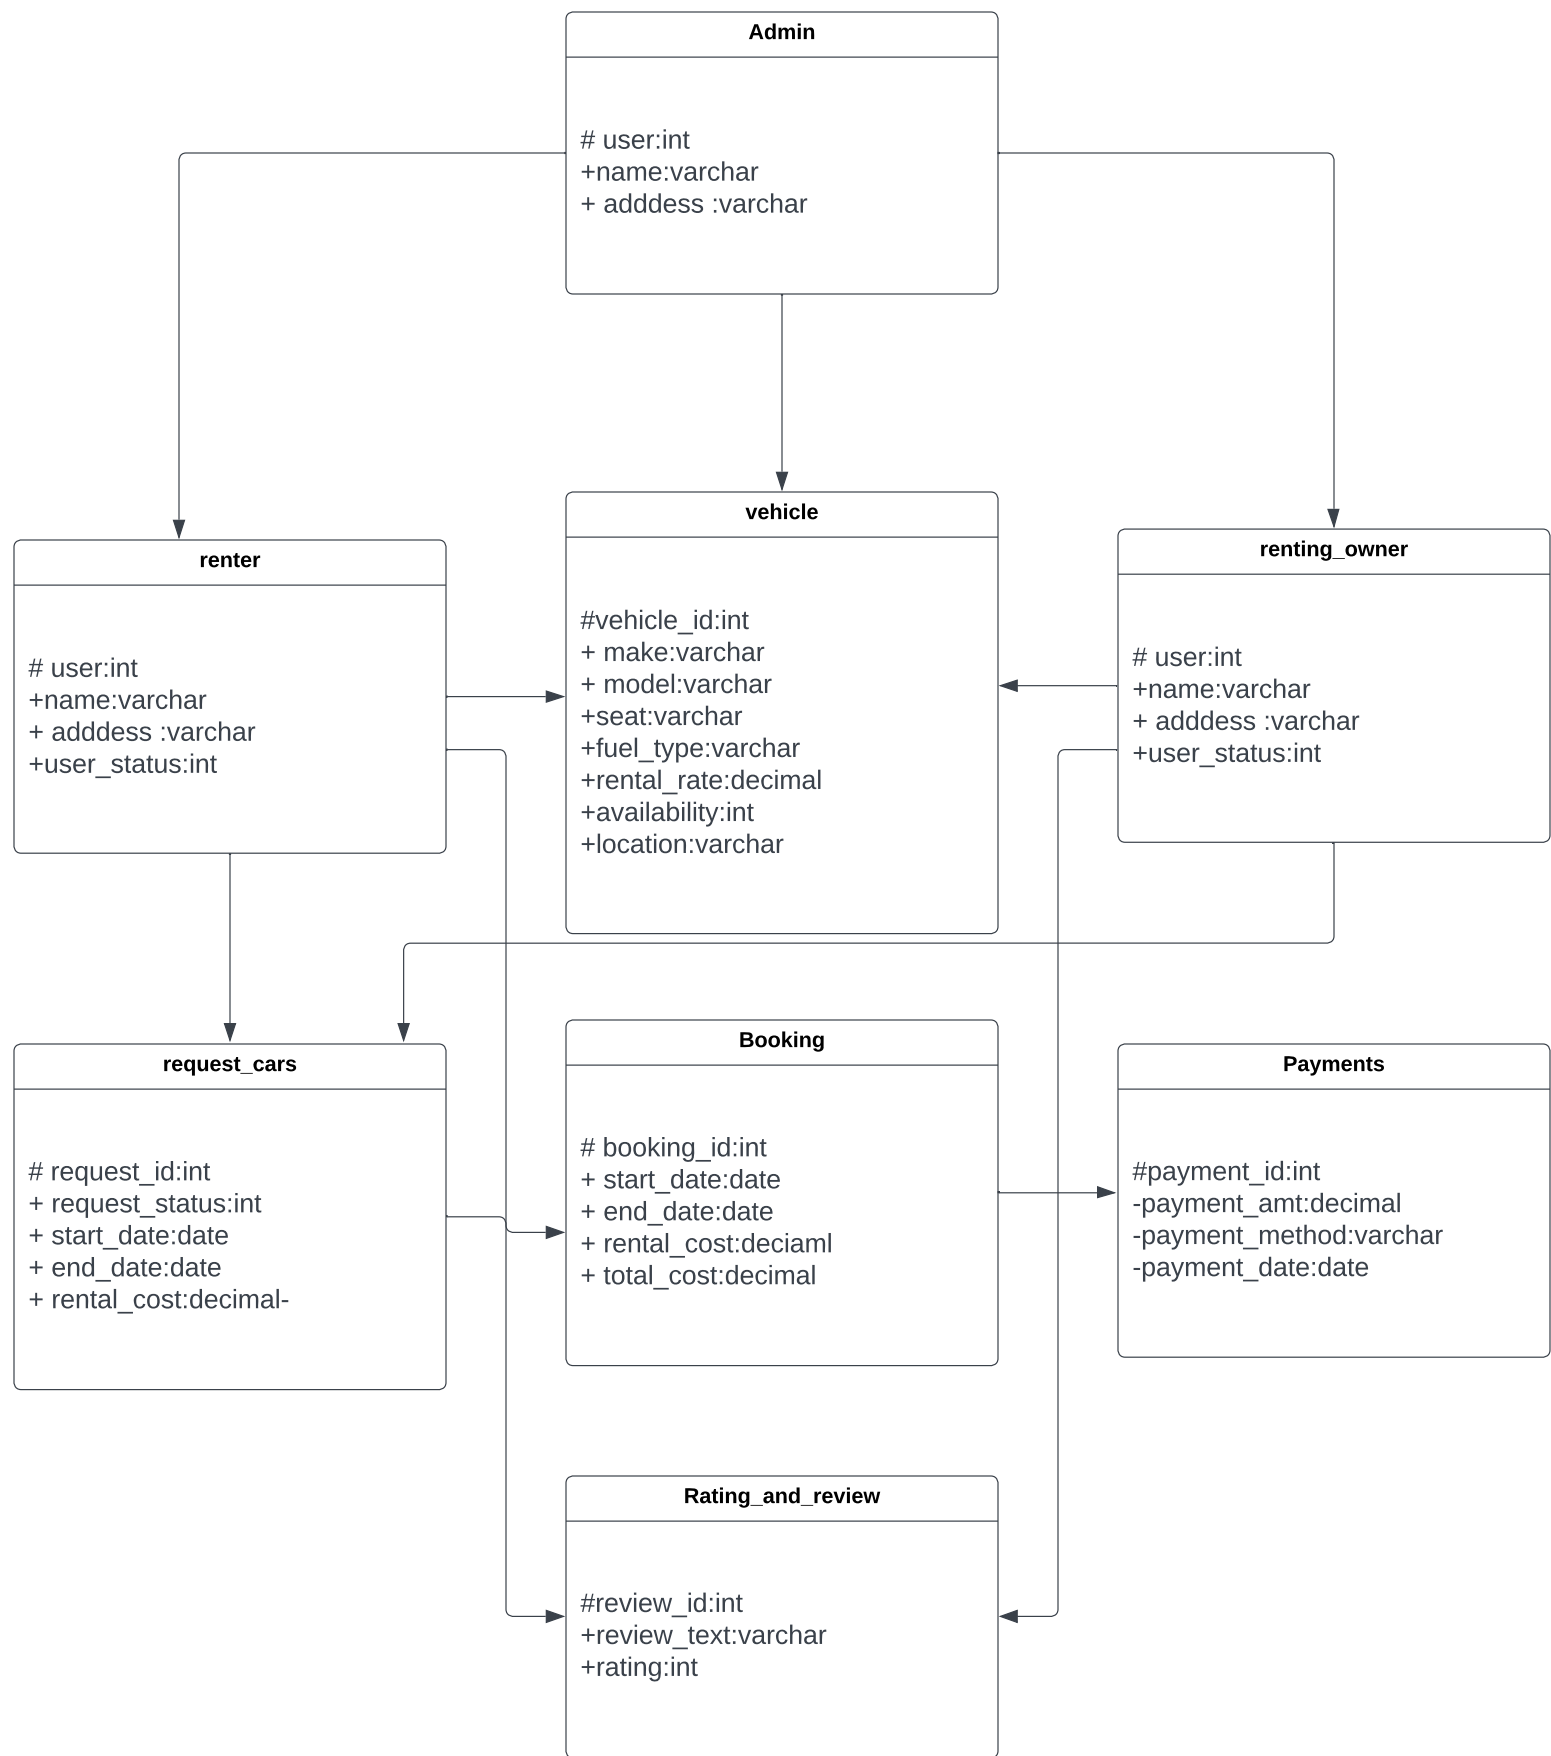 Admin
# user:int
+name:varchar
+ adddess :varchar
vehicle
#vehicle_id:int
+ make:varchar
+ model:varchar
+seat:varchar
+fuel_type:varchar
+rental_rate:decimal
+availability:int
+location:varchar
renter
# user:int
+name:varchar
+ adddess :varchar
+user_status:int
renting_owner
# user:int
+name:varchar
+ adddess :varchar
+user_status:int
request_cars
# request_id:int
+ request_status:int
+ start_date:date
+ end_date:date
+ rental_cost:decimal-
Booking
# booking_id:int
+ start_date:date
+ end_date:date
+ rental_cost:deciaml
+ total_cost:decimal
Payments
#payment_id:int
-payment_amt:decimal
-payment_method:varchar
-payment_date:date
Rating_and_review
#review_id:int
+review_text:varchar
+rating:int